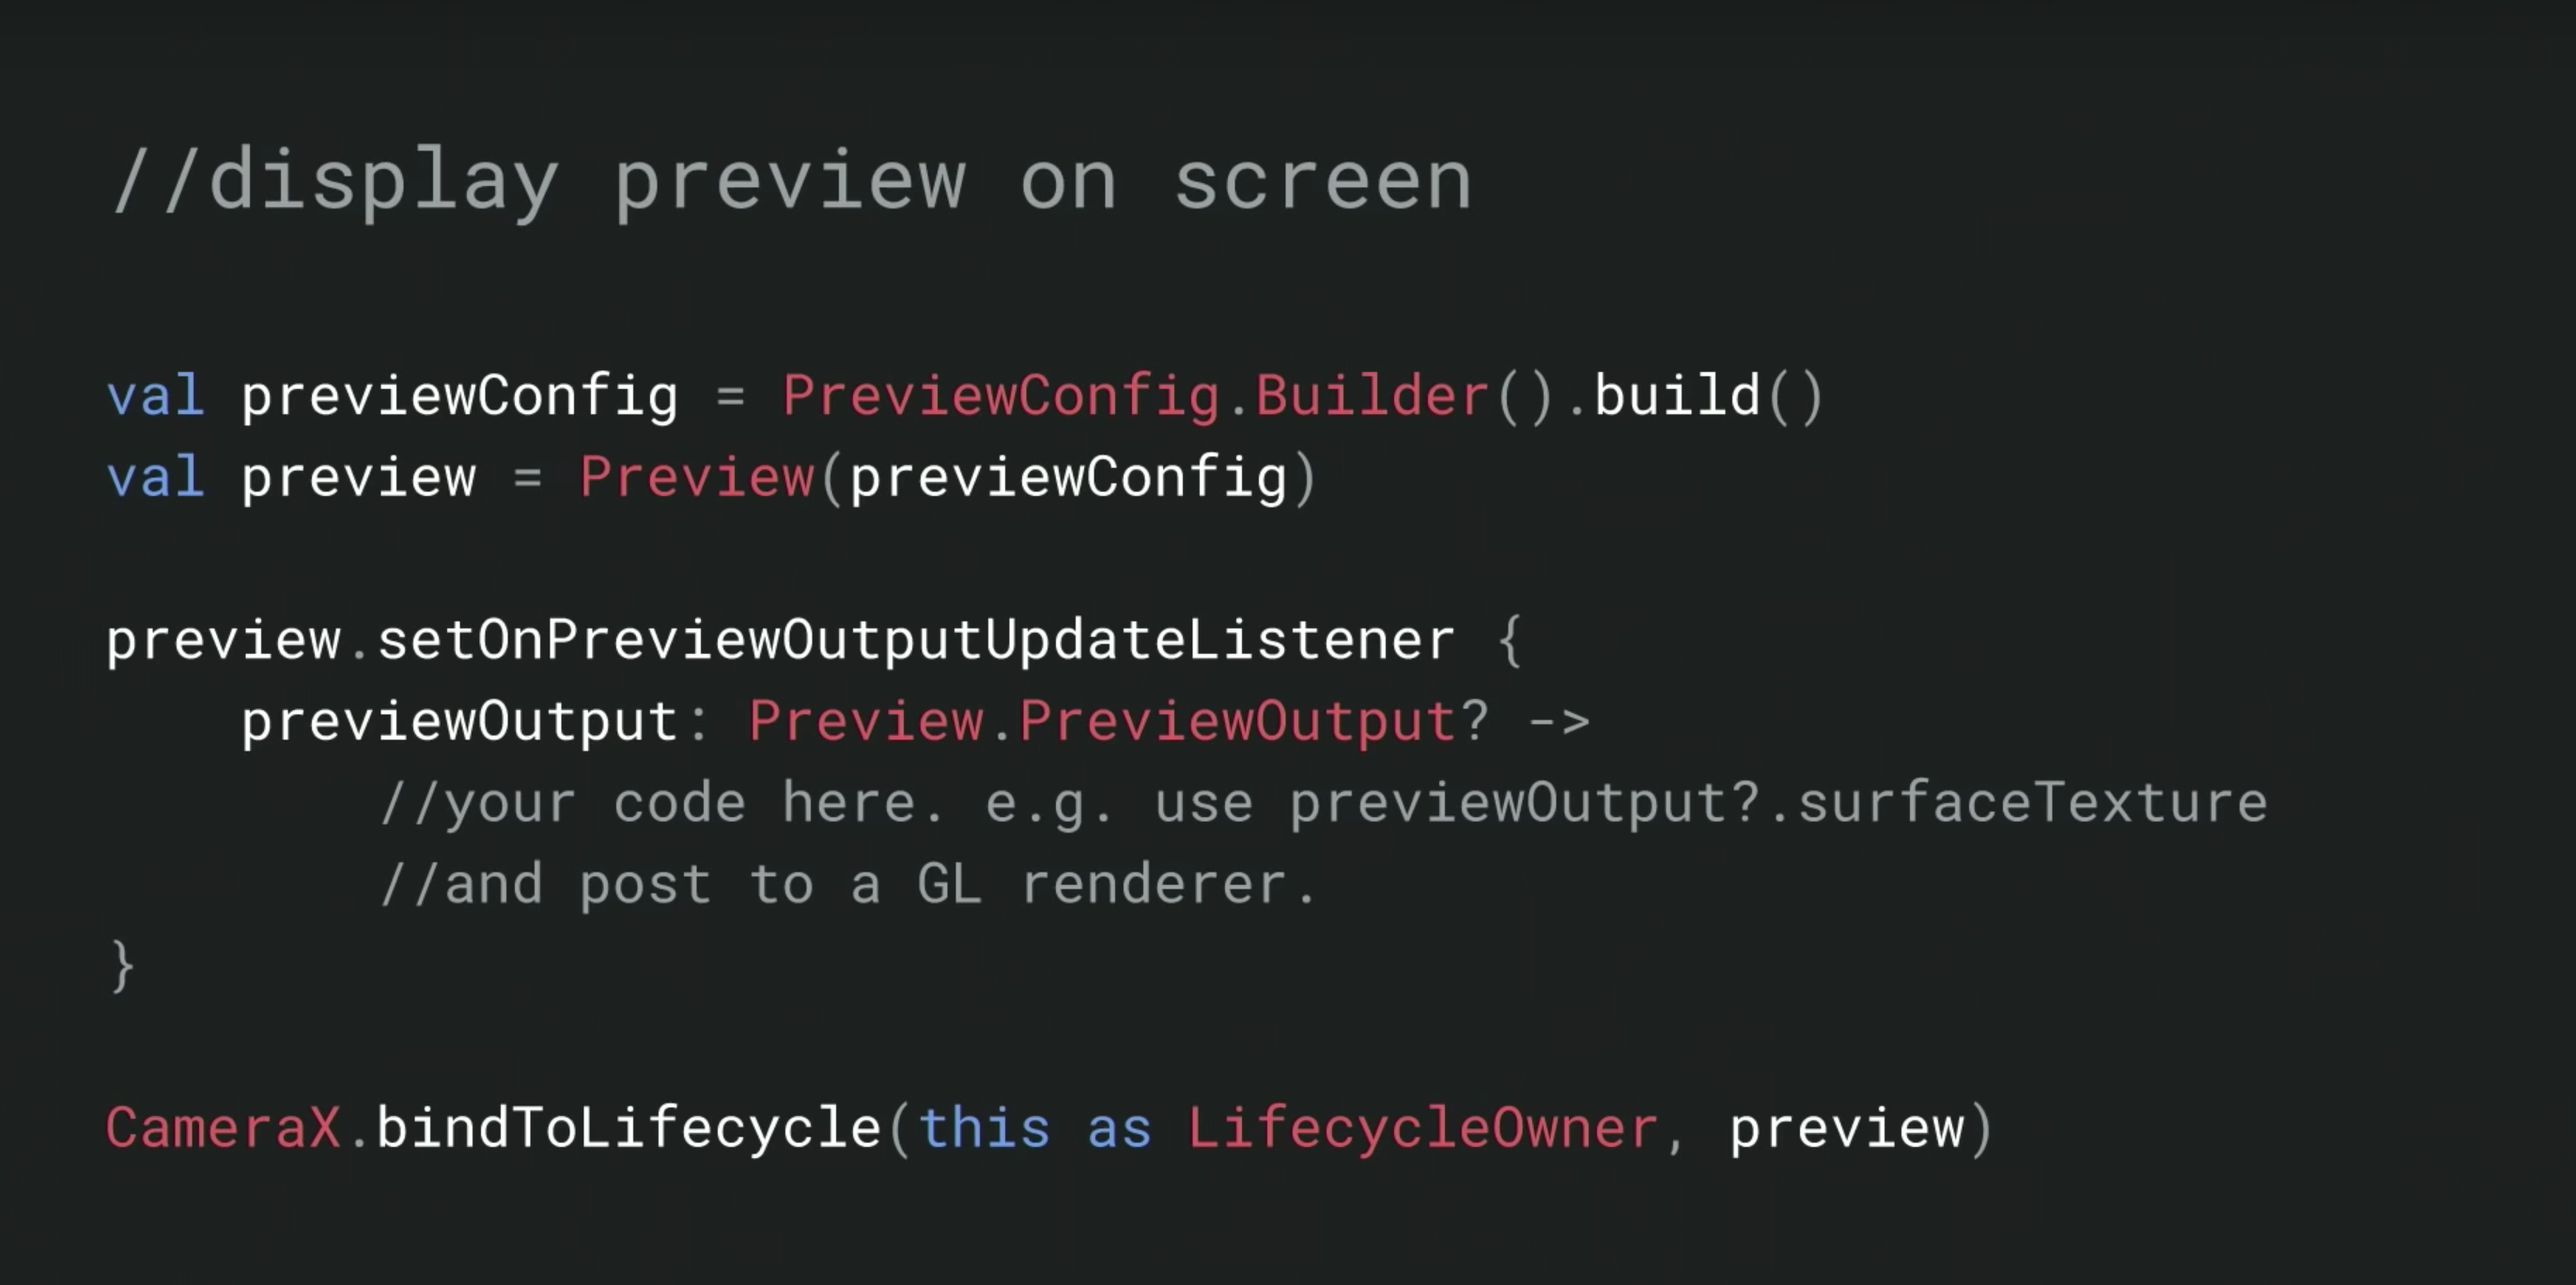 //display preview on screen
val previewConfig = PreviewConfig.Builder().build()
val preview = Preview(previewConfig)
preview.setOnPreviewOutputUpdateListener {
    previewOutput: Preview.PreviewOutput? ->
        //your code here. e.g. use previewOutput?.surfaceTexture
        //and post to a GL renderer.
}
CameraX.bindToLifecycle(this as LifecycleOwner, preview)